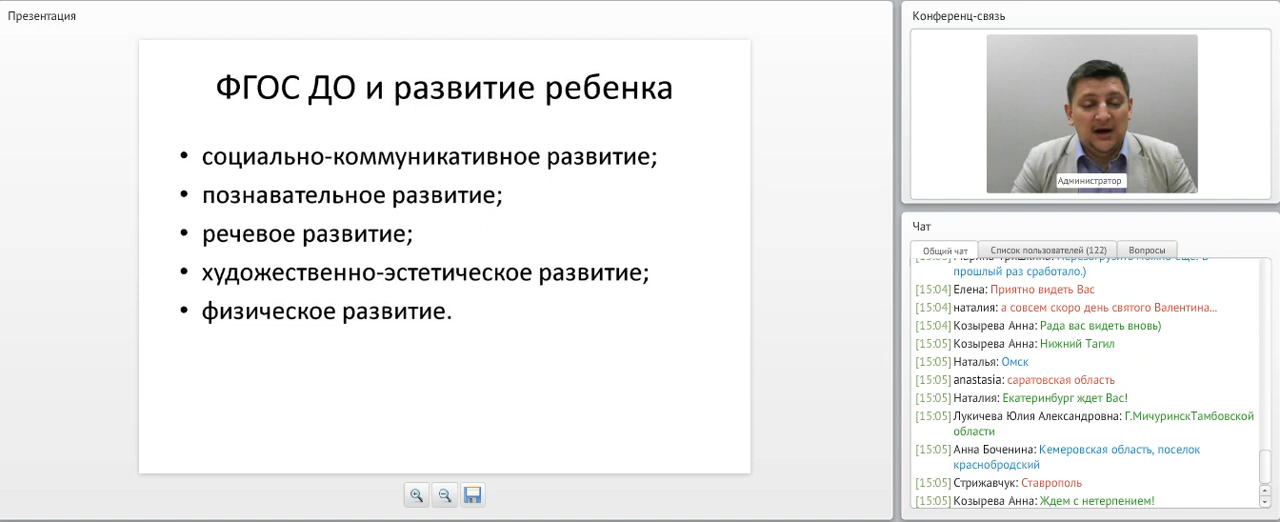 Презентация
ФГОС ДО и развитие ребенка
• социально-коммуникативное развитие;
• познавательное развитие;
• речевое развитие;
• художественно-эстетическое развитие;
• физическое развитие.
Конференц-связь
Администратор
Чат
Общий чат
Список пользователей (122)
Вопросы
прошлый раз сработало.)
[15:04] Елена: Приятно видеть Вас
[15:04] наталия: а совсем скоро день святого Валентина...
[15:04] Козырева Анна: Рада вас видеть вновь)
[15:05] Козырева Анна: Нижний Тагил
[15:05] Наталья: Омск
[15:05] anastasia: саратовская область
[15:05] Наталия: Екатеринбург ждет Вас!
[15:05] Лукичева Юлия Александровна: Г.МичуринскТамбовской
области
[15:05] Анна Боченина: Кемеровская область, поселок
краснобродский
[15:05] Стрижавчук: Ставрополь
[15:05] Козырева Анна: Ждем с нетерпением!